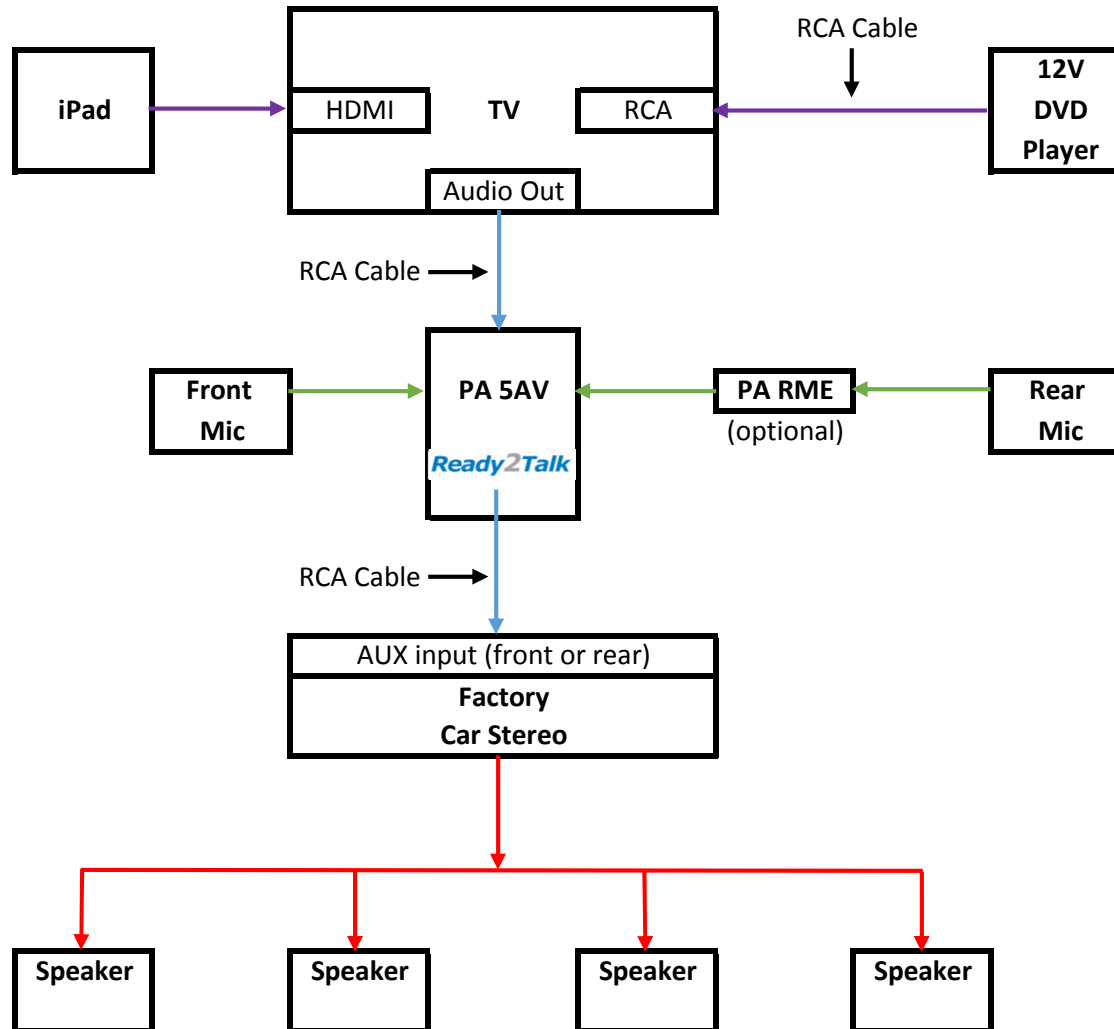 RCA Cable
iPad
HDMI
TV
RCA
12V
DVD
Player
Audio Out
RCA Cable
Front
Mic
PA 5AV
Ready2Talk
PA RME
(optional)
Rear
Mic
RCA Cable
AUX input (front or rear)
Factory
Car Stereo
Speaker
Speaker
Speaker
Speaker